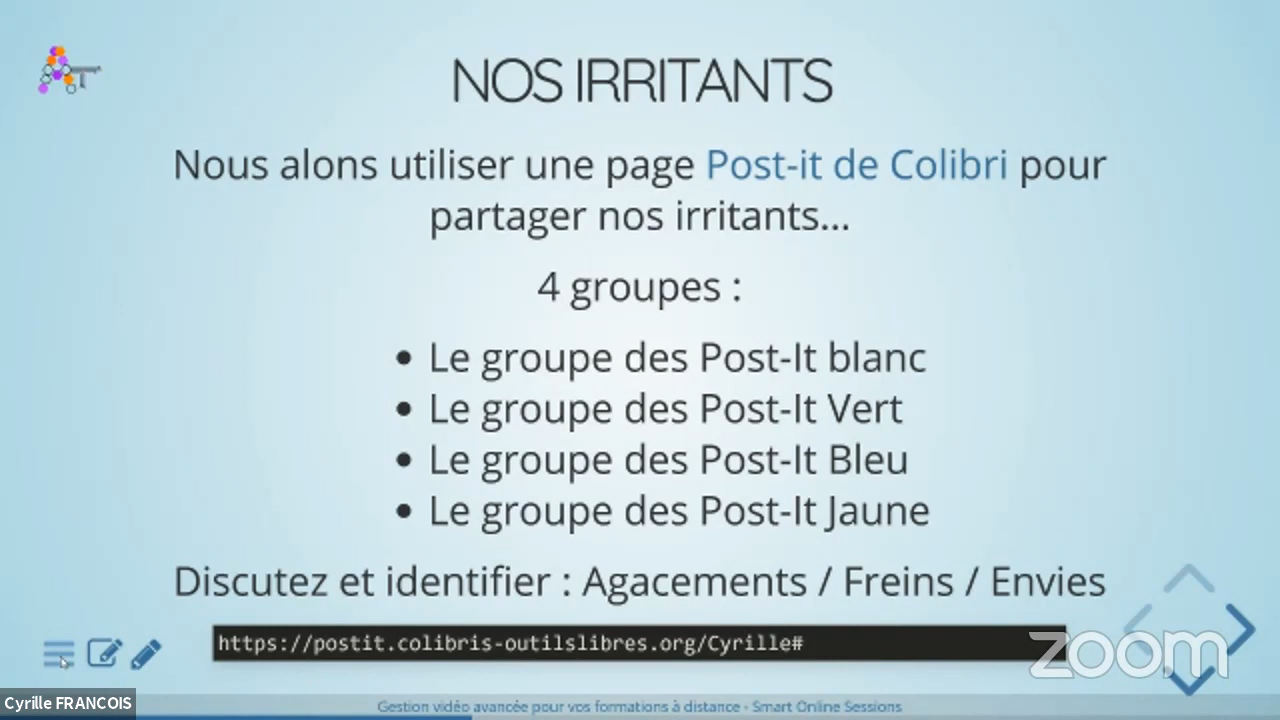 NOS IRRITANTS
Nous alons utiliser une page Post-it de Colibri pour
partager nos irritants...
4 groupes :
• Le groupe des Post-It blanc
• Le groupe des Post-It Vert
• Le groupe des Post-It Bleu
• Le groupe des Post-It Jaune
Discutez et identifier : Agacements / Freins / Envies
https://postit.colibris-outilslibres.org/Cyrille#
zoom
Cyrille FRANCOIS
Gestion vidéo avancée pour vos formations à distance - Smart Online Sessions